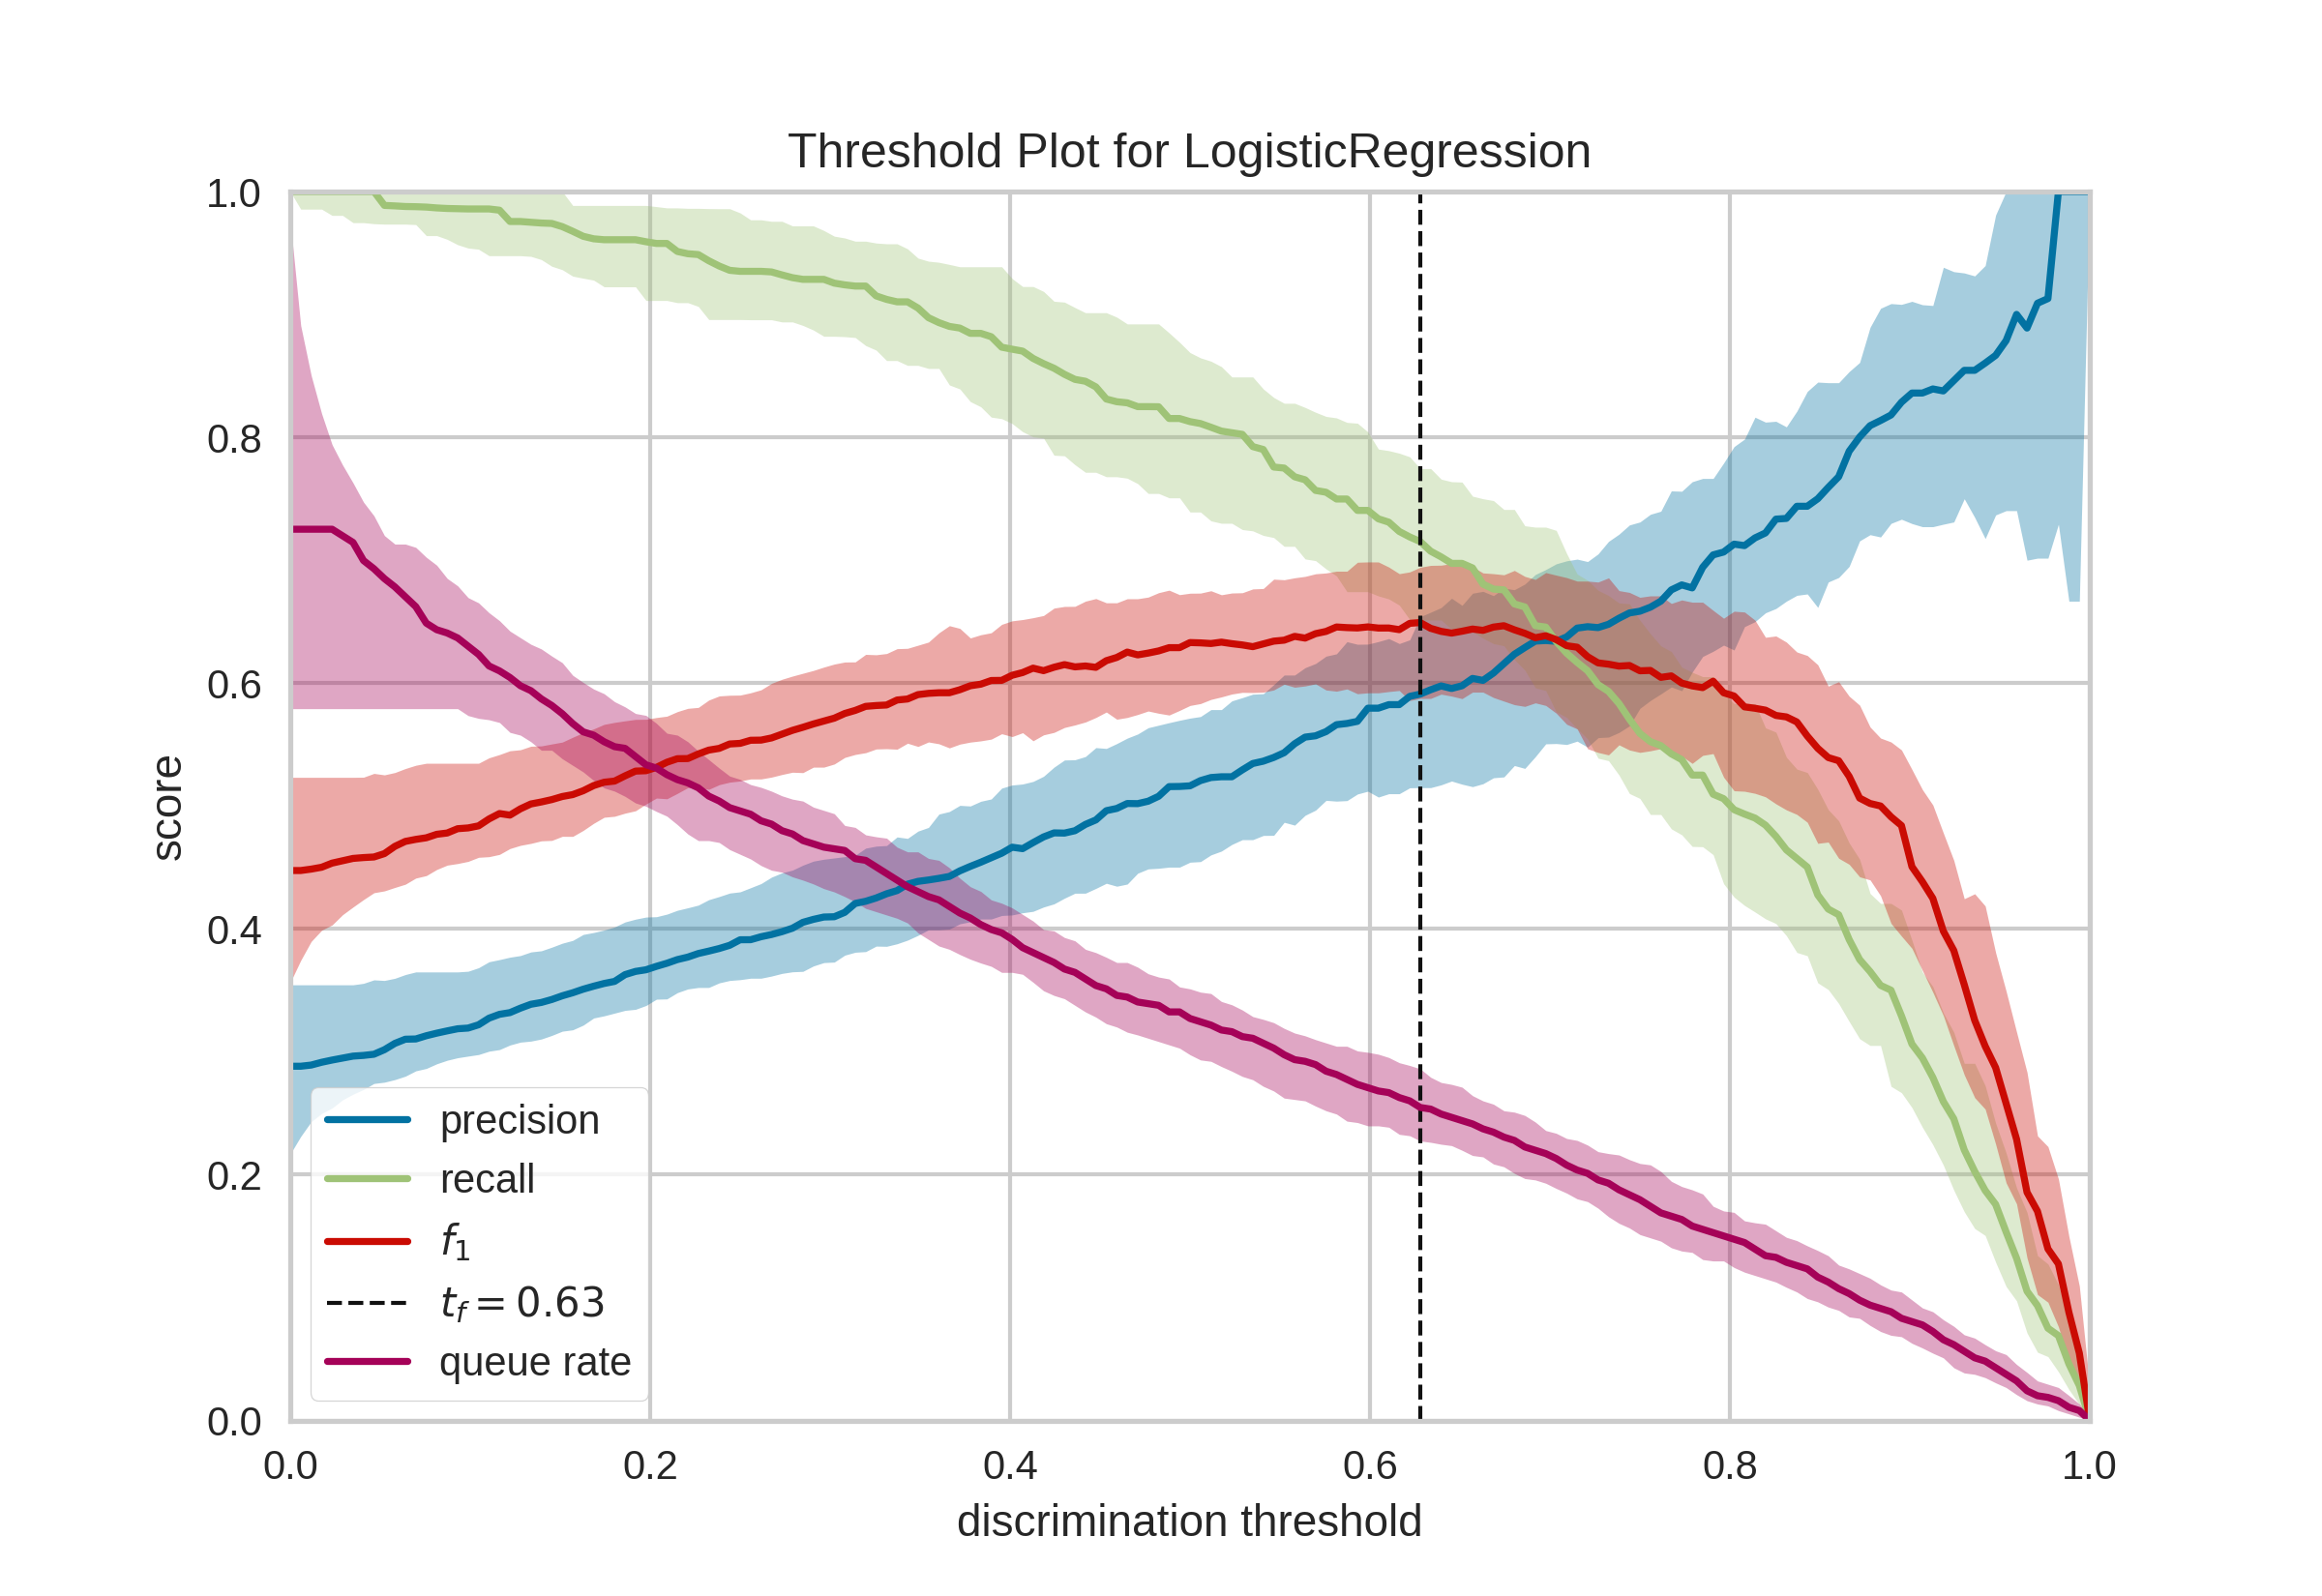 Threshold Plot for LogisticRegression
1.0
0.8
0.6
0.4
0.2
0.0
score
precision
recall
f1
tf = 0.63
queue rate
0.0 0.2 0.4 0.6 0.8 1.0
discrimination threshold